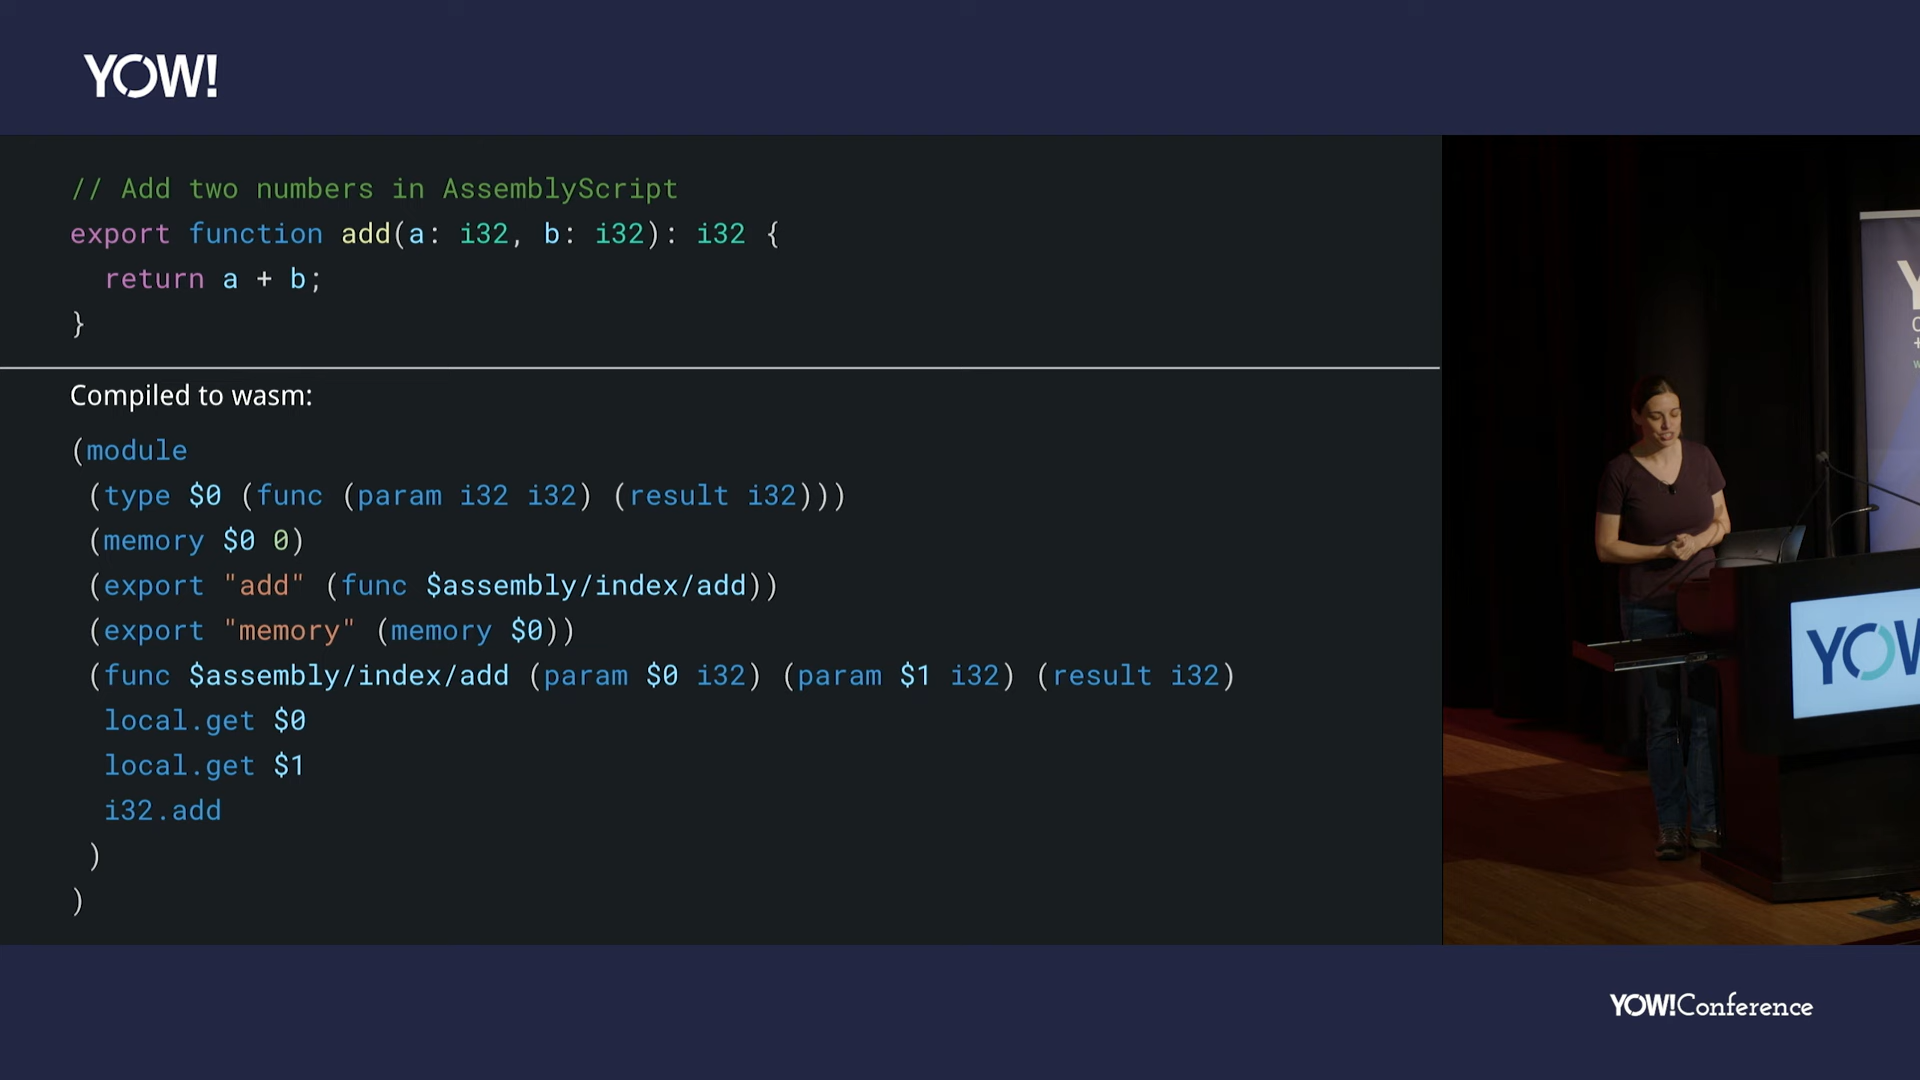 YOW!
// Add two numbers in AssemblyScript
export function add(a: i32, b: i32): i32 {
  return a + b;
}
Compiled to wasm:
(module
 (type $0 (func (param i32 i32) (result i32)))
 (memory $0 0)
 (export "add" (func $assembly/index/add))
 (export "memory" (memory $0))
 (func $assembly/index/add (param $0 i32) (param $1 i32) (result i32)
  local.get $0
  local.get $1
  i32.add
 )
)
YOW!Conference